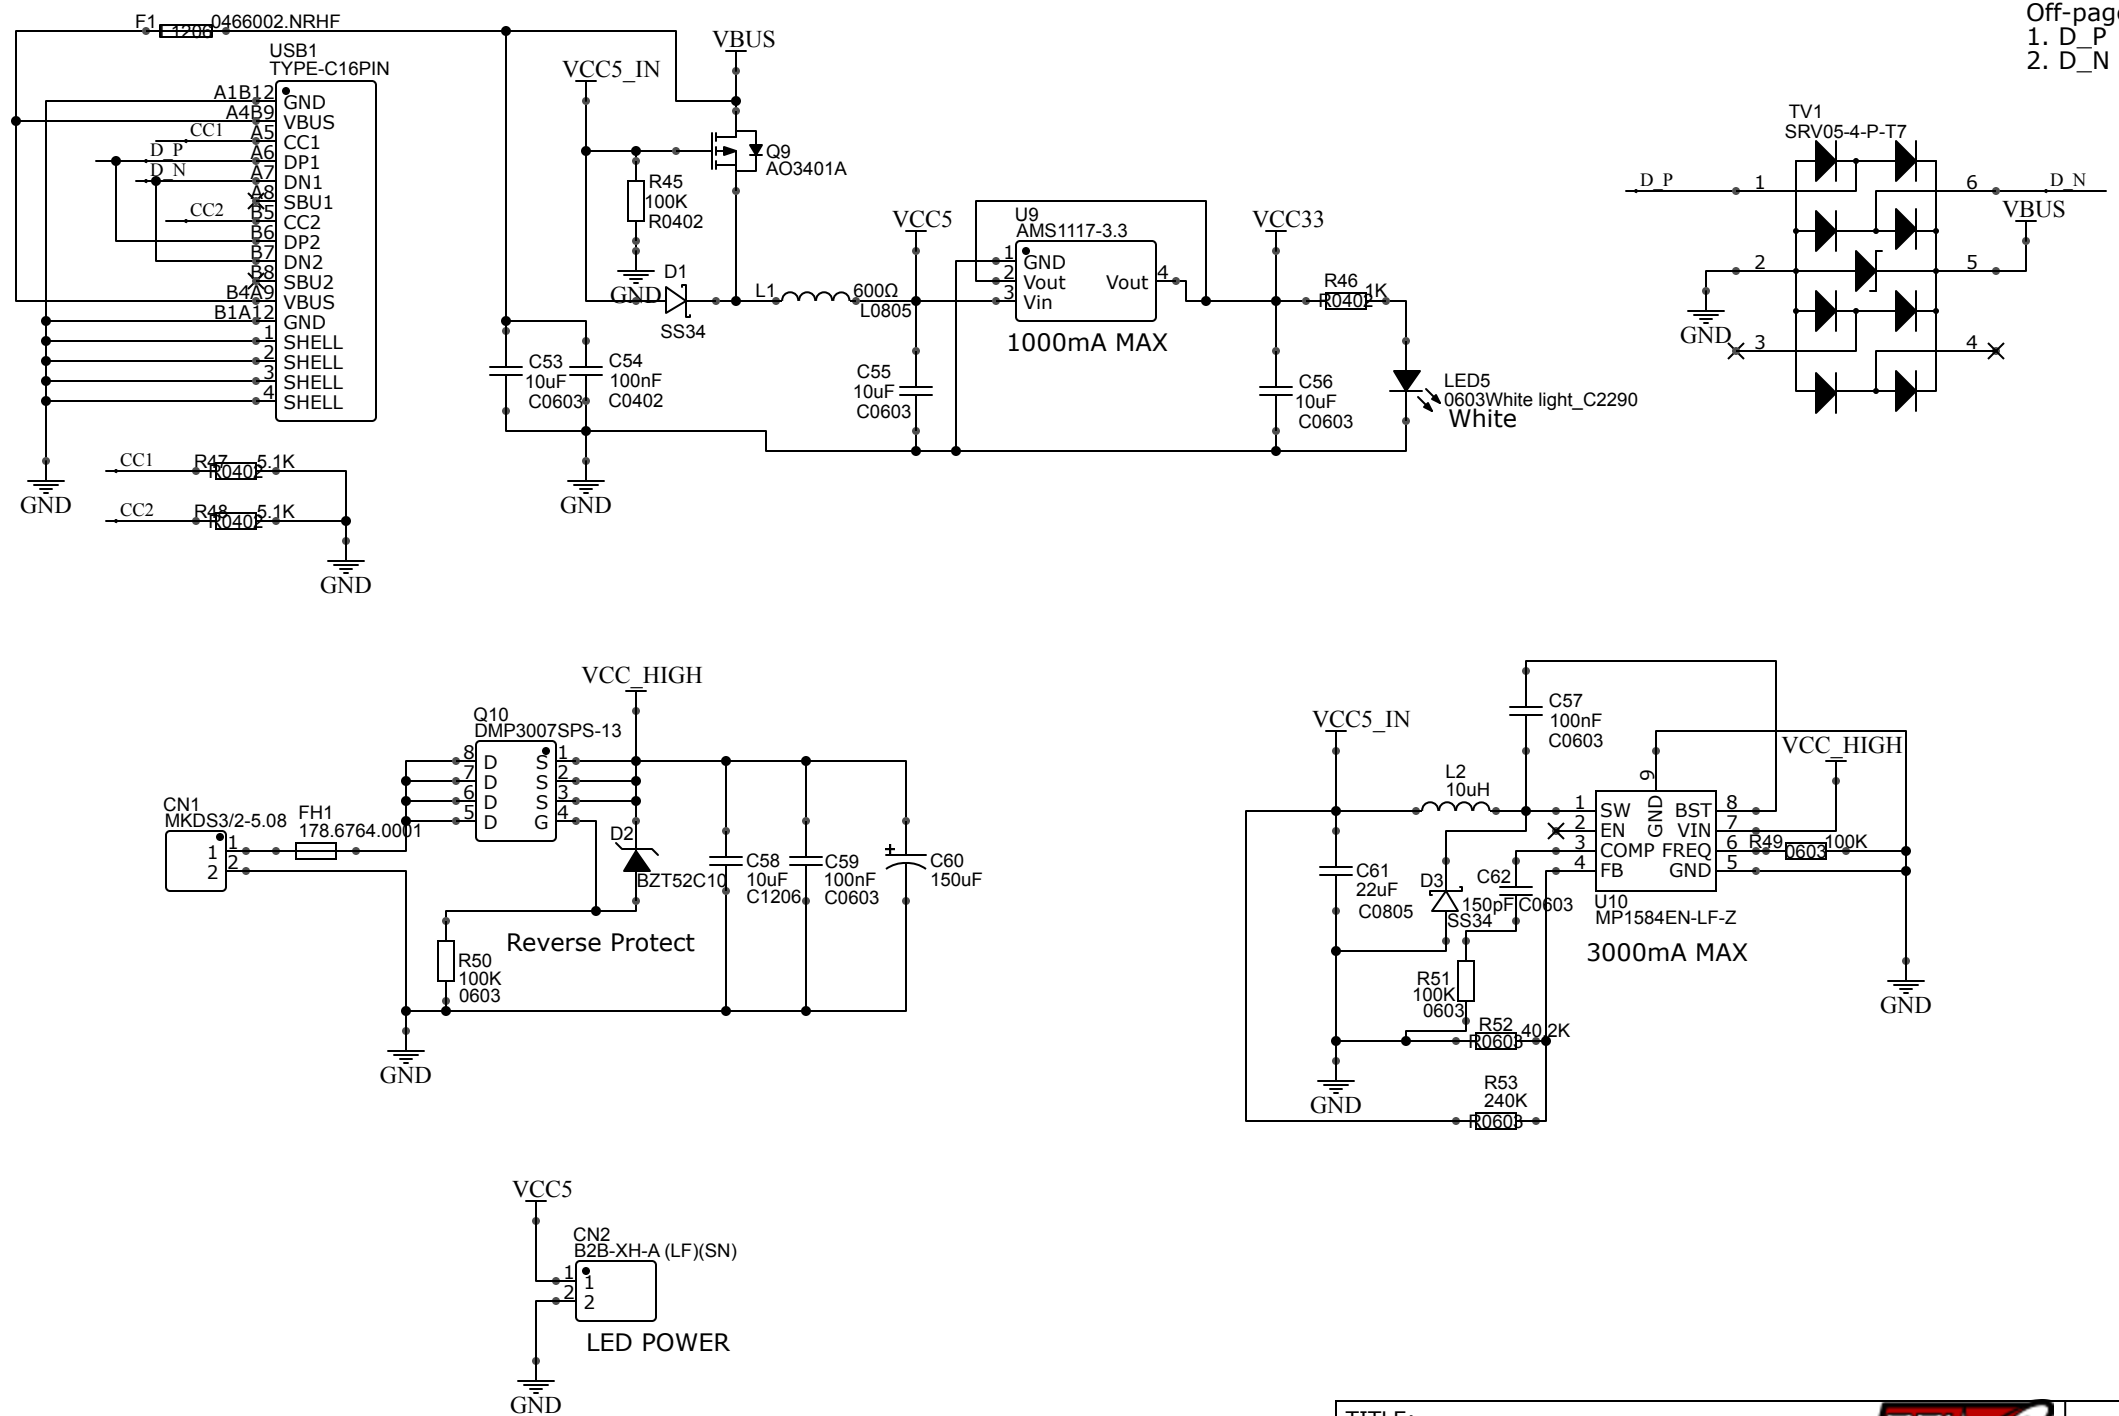 F1 0466002.NRHF
1206
USB1
TYPE-C16PIN
A1B12 GND
A4B9 VBUS
CC1 A5 CC1
D_P A6 DP1
D_N A7 DN1
A8 SBU1
CC2 B5 CC2
B6 DP2
B7 DN2
B8 SBU2
B4A9 VBUS
B1A12 GND
1 SHELL
2 SHELL
3 SHELL
4 SHELL
GND
CC1 R47 5.1K
R0402
CC2 R48 5.1K
R0402
GND
VBUS
VCC5_IN
Q9
AO3401A
R45
100K
R0402
GND
D1
SS34
L1 600Ω
L0805
C53
10uF
C0603
C54
100nF
C0402
GND
VCC5
C55
10uF
C0603
U9
AMS1117-3.3
1 GND
2 Vout
3 Vin
Vout 4
1000mA MAX
VCC33
R46 1K
R0402
C56
10uF
C0603
LED5
0603White light_C2290
White
Off-page
1. D_P
2. D_N
TV1
SRV05-4-P-T7
D_P 1
6 D_N
VBUS
2
5
GND
3
4
VCC_HIGH
Q10
DMP3007SPS-13
8 D S 1
7 D S 2
6 D S 3
5 D G 4
CN1
MKDS3/2-5.08
1 1
2 2
FH1
178.6764.0001
D2
BZT52C10
C58
10uF
C1206
C59
100nF
C0603
C60
150uF
R50
100K
0603
Reverse Protect
GND
VCC5_IN
C57
100nF
C0603
L2
10uH
VCC_HIGH
9 GND
1 SW BST 8
2 EN VIN 7
3 COMP FREQ 6
4 FB GND 5
R49 100K
0603
U10
MP1584EN-LF-Z
3000mA MAX
GND
C61
22uF
C0805
D3
SS34
C62
150pF C0603
R51
100K
0603
R52 40.2K
R0603
R53
240K
R0603
GND
VCC5
CN2
B2B-XH-A (LF)(SN)
1 1
2 2
LED POWER
GND
TITLE: